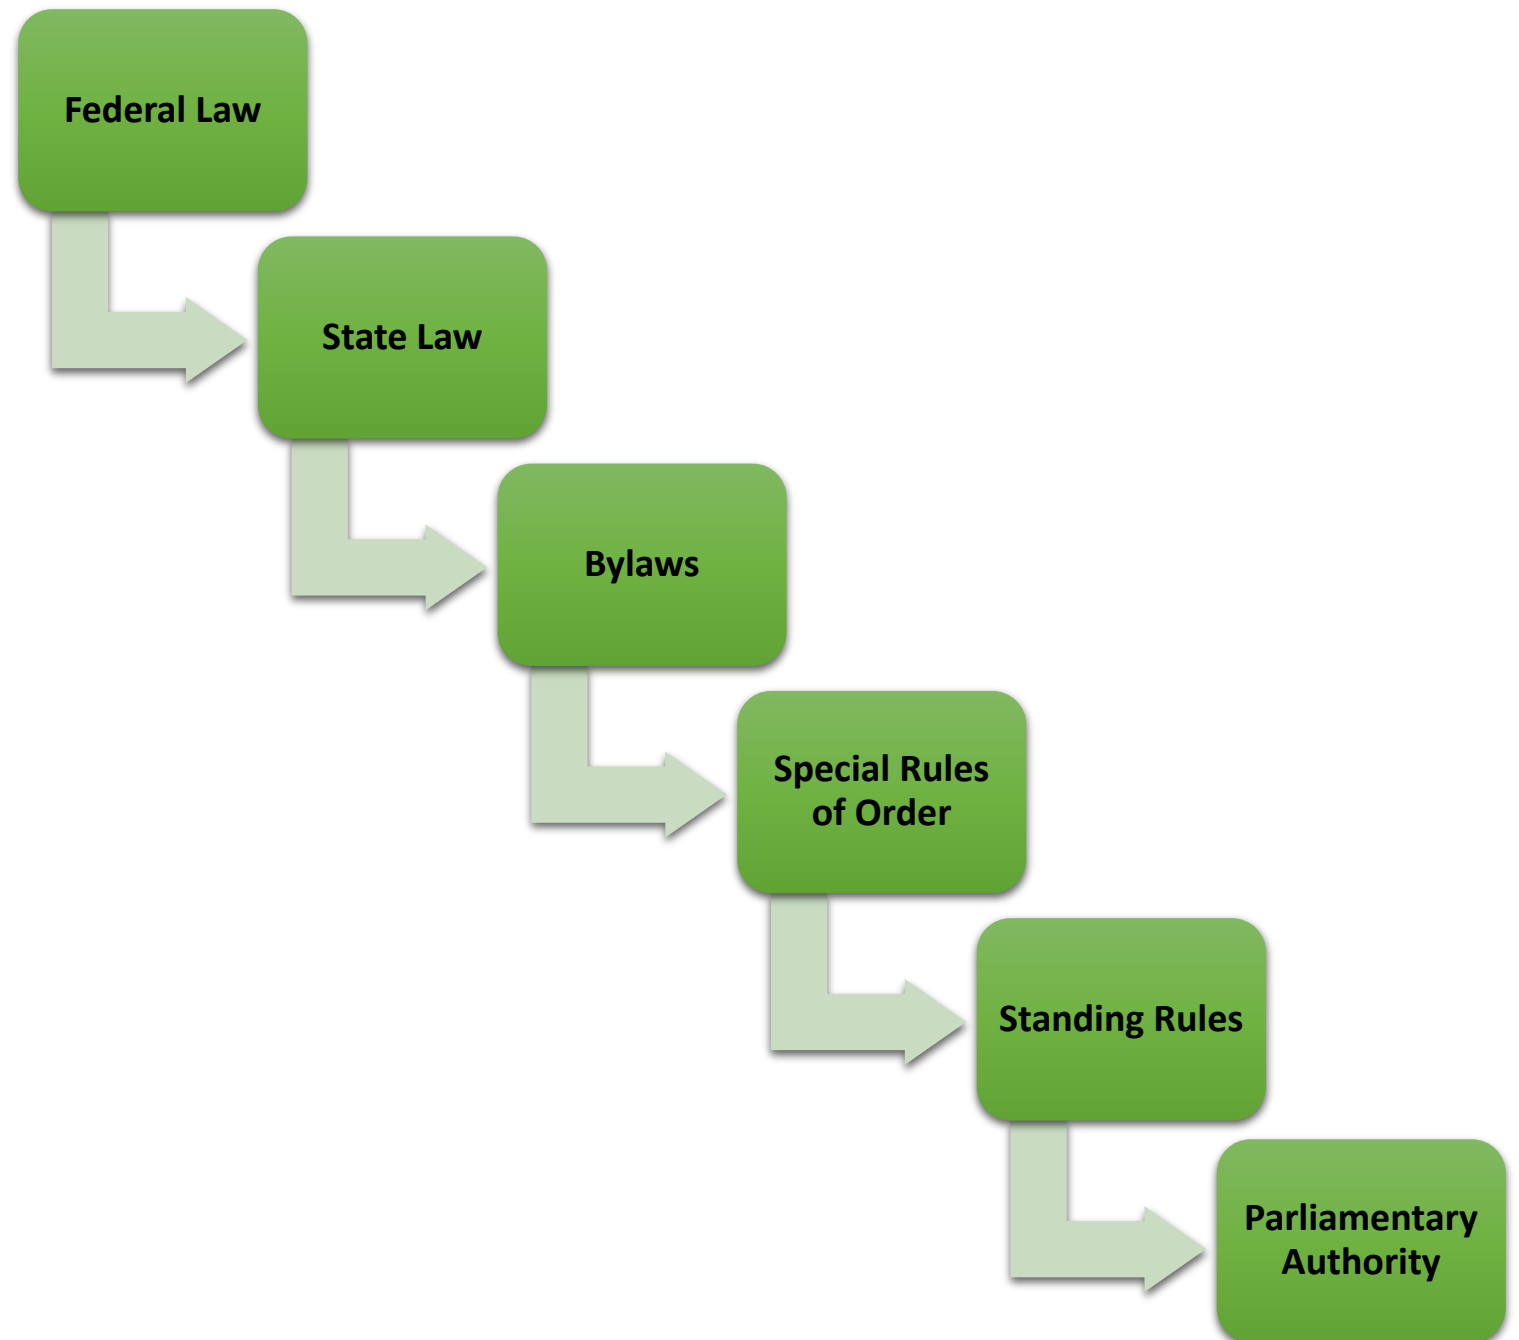 Federal Law
State Law
Bylaws
Special Rules
of Order
Standing Rules
Parliamentary
Authority